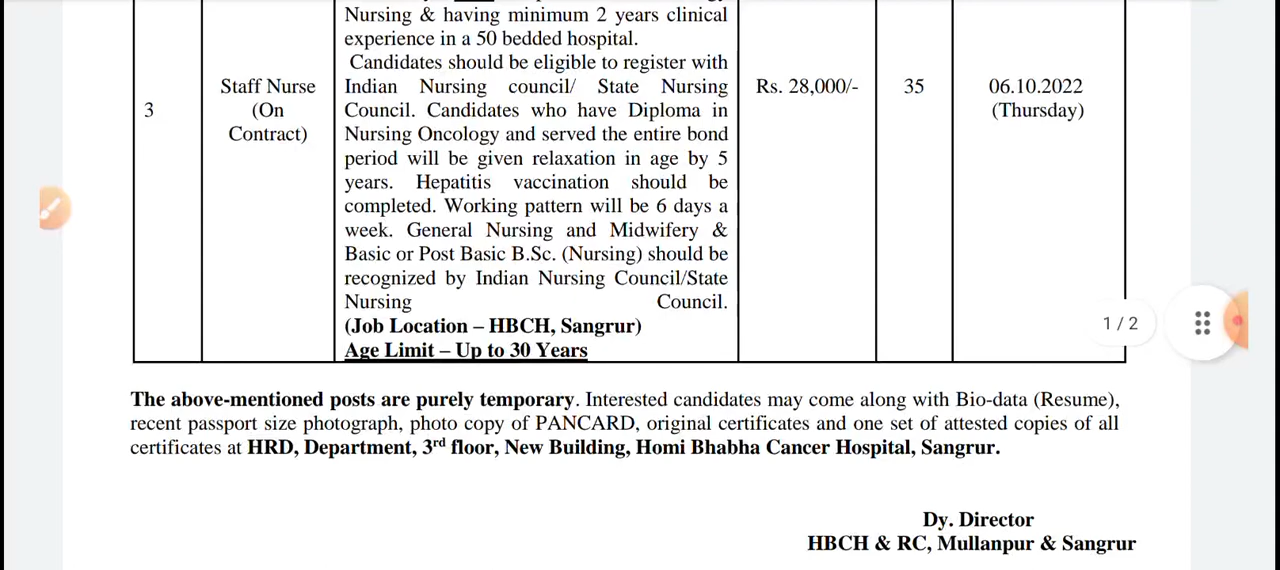 Nursing & having minimum 2 years clinical
experience in a 50 bedded hospital.
Candidates should be eligible to register with
Staff Nurse Indian Nursing council/ State Nursing Rs. 28,000/- 35 06.10.2022
3 (On Council. Candidates who have Diploma in (Thursday)
Contract) Nursing Oncology and served the entire bond
period will be given relaxation in age by 5
years. Hepatitis vaccination should be
completed. Working pattern will be 6 days a
week. General Nursing and Midwifery &
Basic or Post Basic B.Sc. (Nursing) should be
recognized by Indian Nursing Council/State
Nursing Council.
(Job Location – HBCH, Sangrur)
1 / 2
Age Limit – Up to 30 Years
The above-mentioned posts are purely temporary. Interested candidates may come along with Bio-data (Resume),
recent passport size photograph, photo copy of PANCARD, original certificates and one set of attested copies of all
certificates at HRD, Department, 3rd floor, New Building, Homi Bhabha Cancer Hospital, Sangrur.
Dy. Director
HBCH & RC, Mullanpur & Sangrur